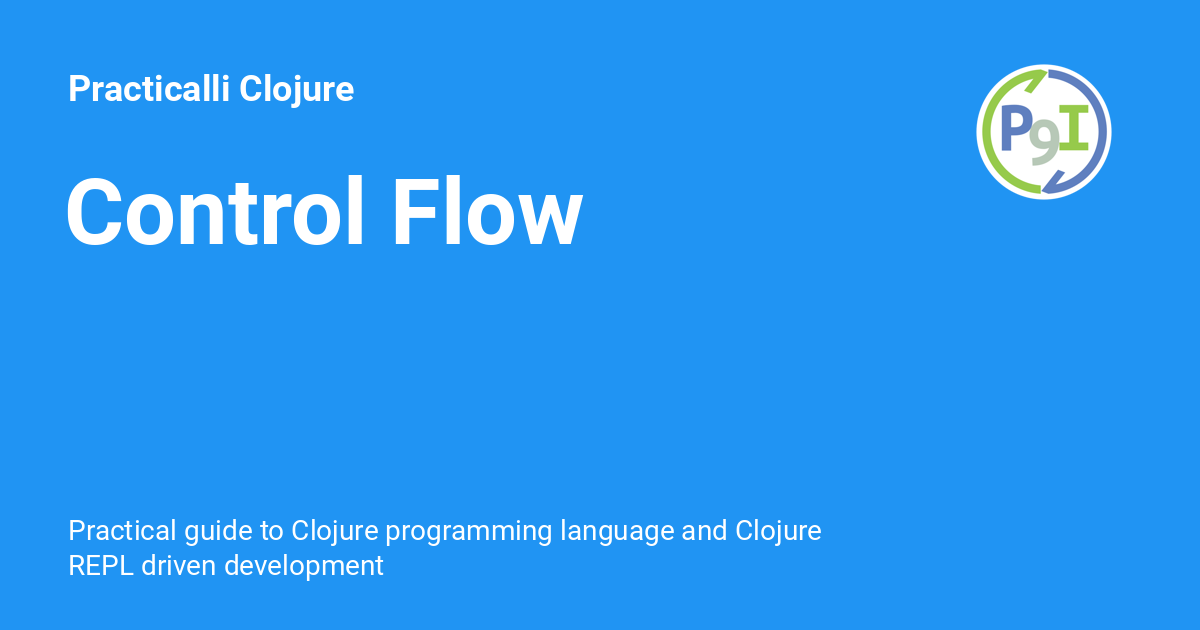 Practicalli Clojure
P9I
Control Flow
Practical guide to Clojure programming language and Clojure
REPL driven development